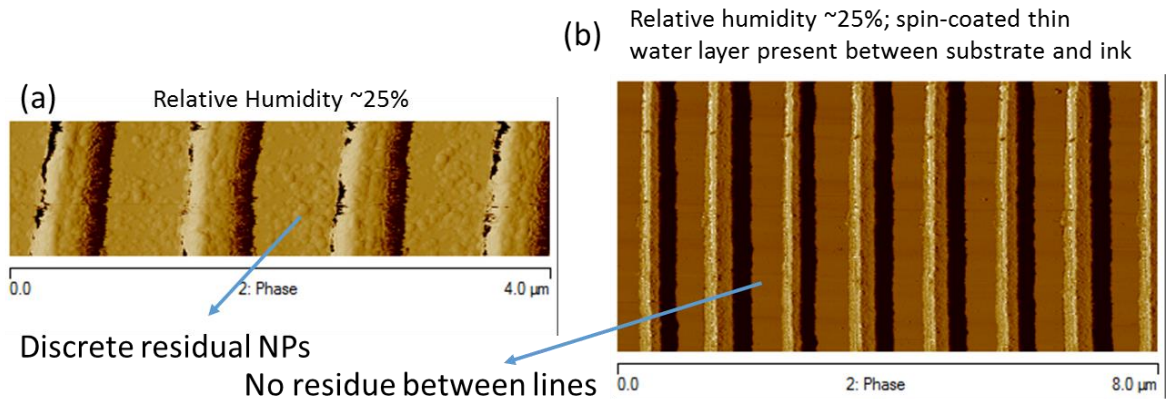 (a)
Relative Humidity ~25%
0.0
2: Phase
4.0 μm
Discrete residual NPs
(b)
Relative humidity ~25%; spin-coated thin
water layer present between substrate and ink
0.0
2: Phase
8.0 μm
No residue between lines